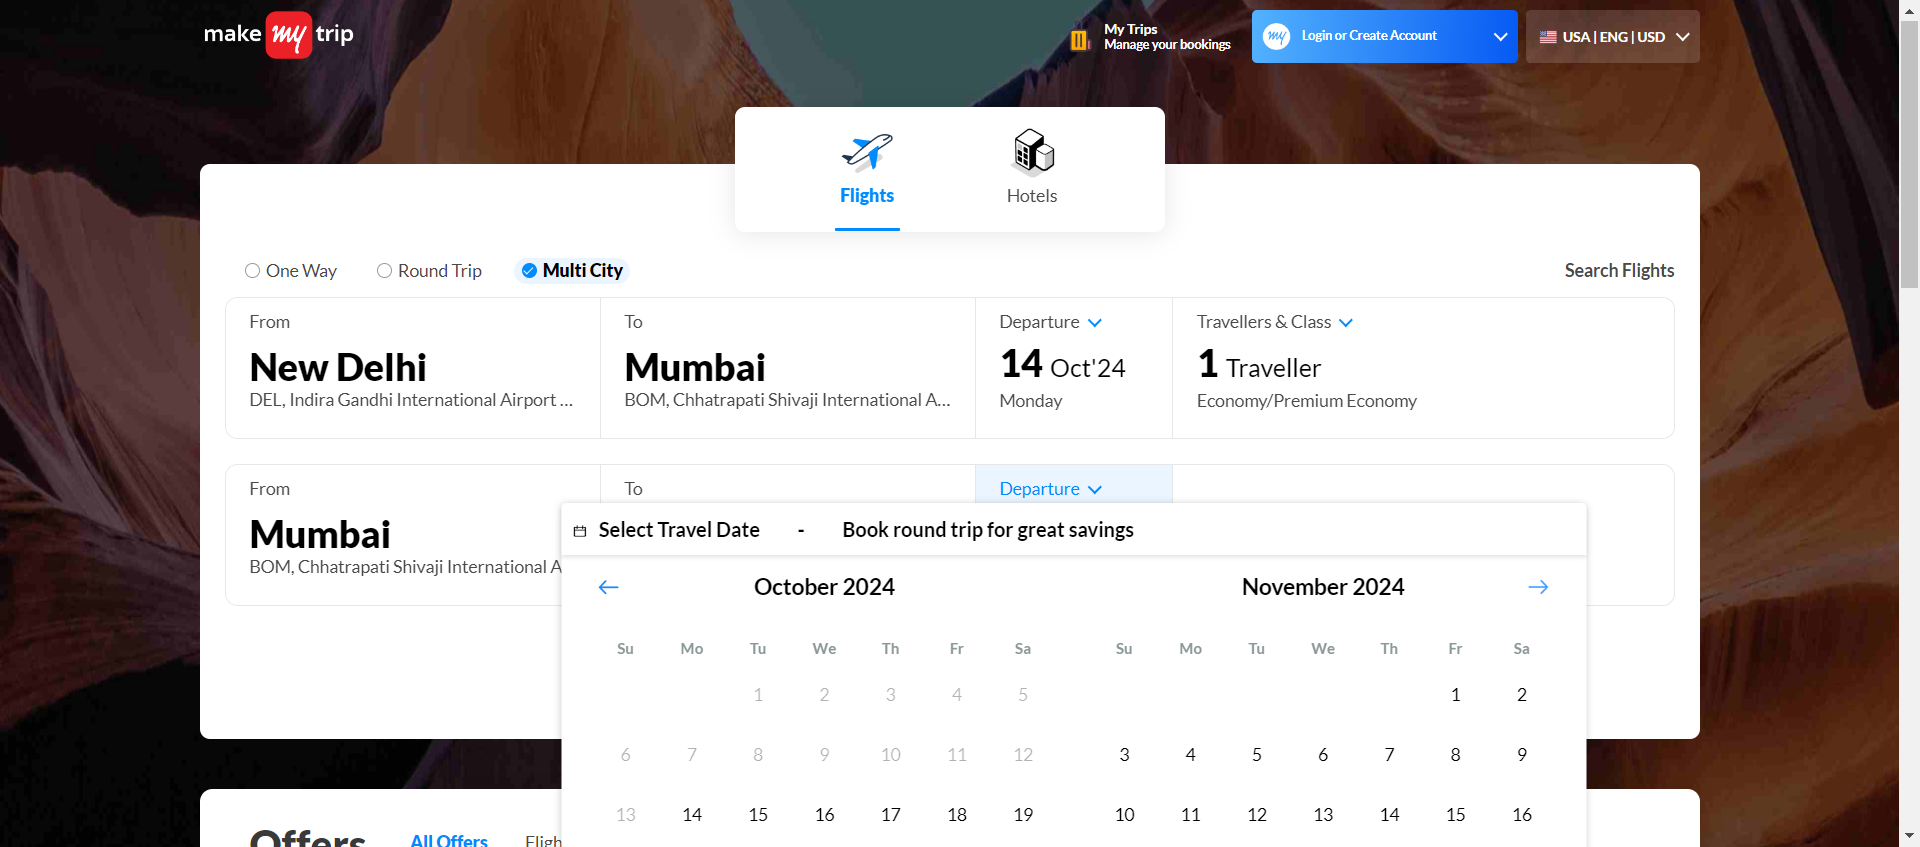 make my trip
My Trips
Manage your bookings
my
Login or Create Account
USA | ENG | USD
Flights
Hotels
One Way
Round Trip
Multi City
Search Flights
From
To
Departure
Travellers & Class
New Delhi
Mumbai
14 Oct'24
1 Traveller
DEL, Indira Gandhi International Airport ...
BOM, Chhatrapati Shivaji International A...
Monday
Economy/Premium Economy
From
To
Departure
Mumbai
BOM, Chhatrapati Shivaji International A
Select Travel Date - Book round trip for great savings
October 2024
Su Mo Tu We Th Fr Sa
1 2 3 4 5
6 7 8 9 10 11 12
13 14 15 16 17 18 19
November 2024
Su Mo Tu We Th Fr Sa
1 2
3 4 5 6 7 8 9
10 11 12 13 14 15 16
Offers
All Offers
Fligh